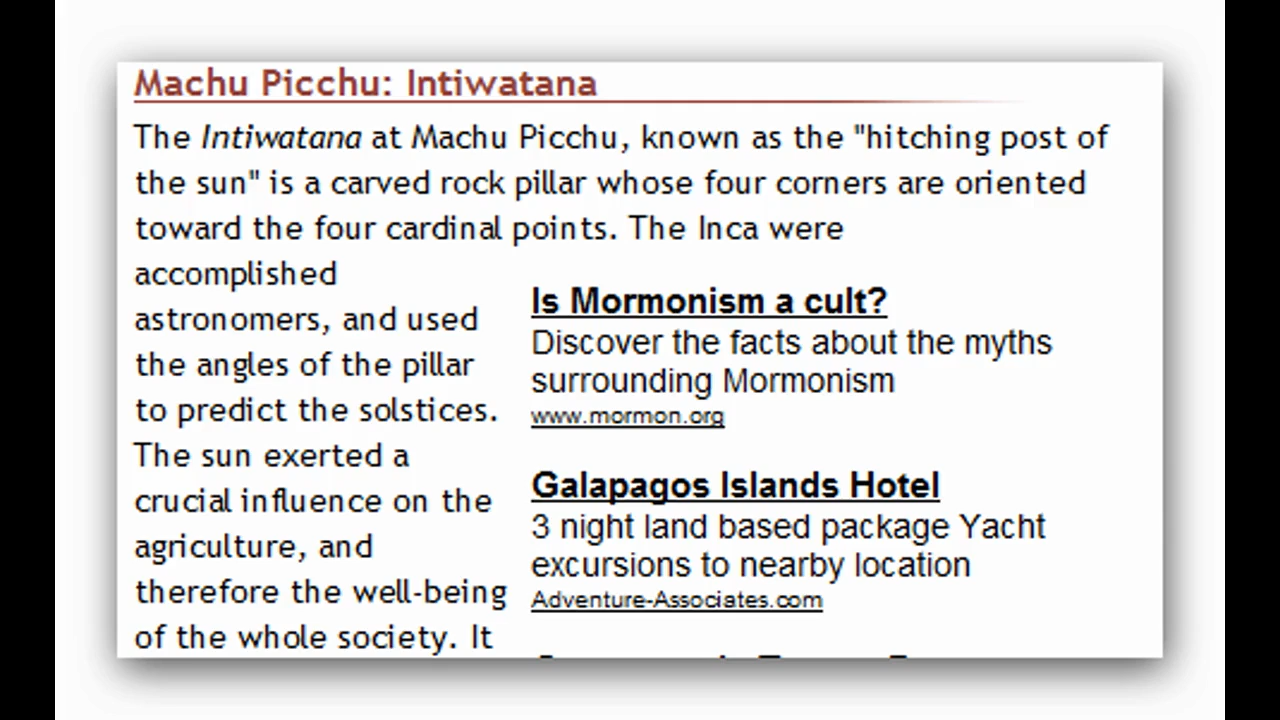 Machu Picchu: Intiwatana
The Intiwatana at Machu Picchu, known as the "hitching post of
the sun" is a carved rock pillar whose four corners are oriented
toward the four cardinal points. The Inca were
accomplished
astronomers, and used
the angles of the pillar
to predict the solstices.
The sun exerted a
crucial influence on the
agriculture, and
therefore the well-being
of the whole society. It
Is Mormonism a cult?
Discover the facts about the myths
surrounding Mormonism
www.mormon.org
Galapagos Islands Hotel
3 night land based package Yacht
excursions to nearby location
Adventure-Associates.com